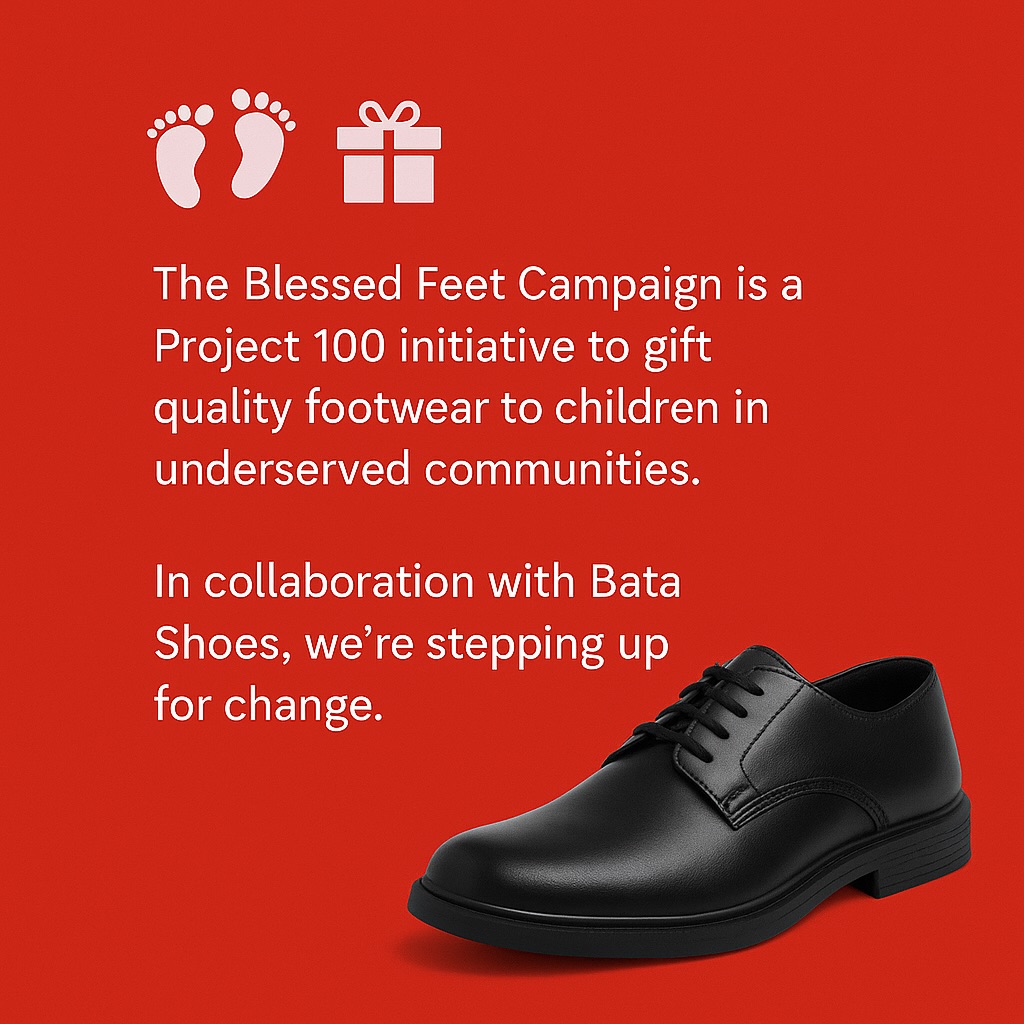 The Blessed Feet Campaign is a
Project 100 initiative to gift
quality footwear to children in
underserved communities.
In collaboration with Bata
Shoes, we’re stepping up
for change.